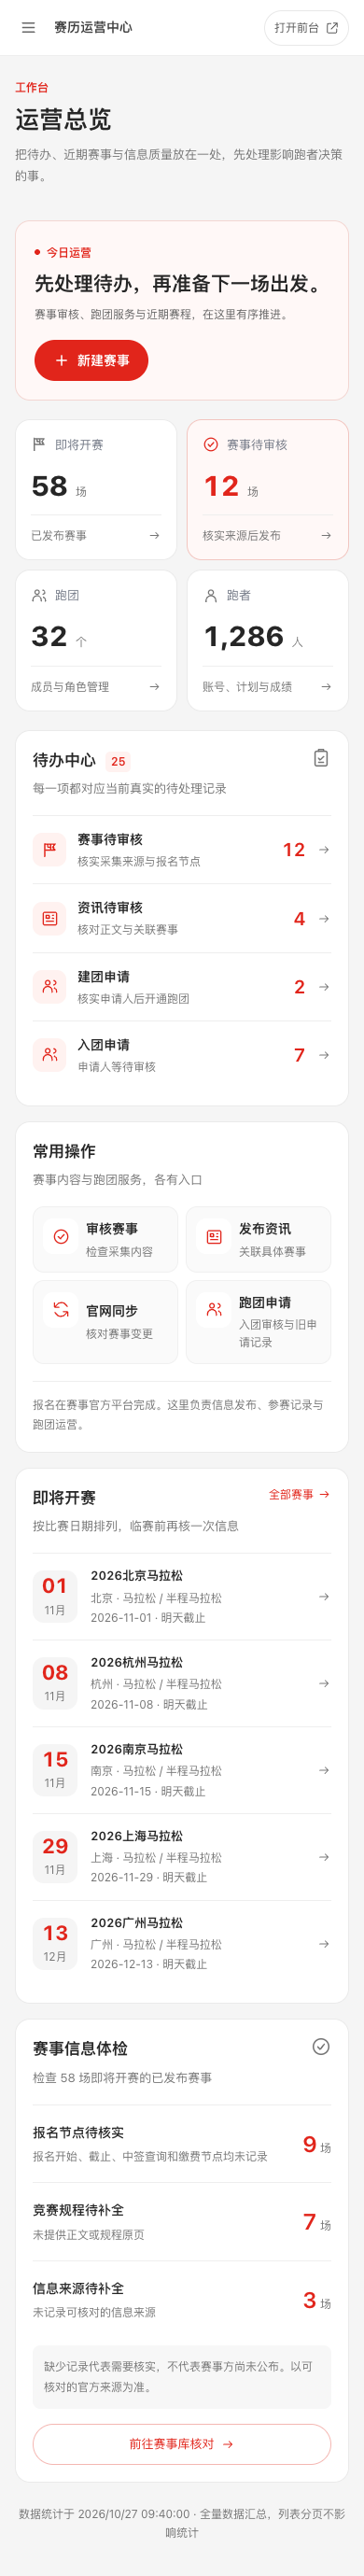 赛历运营中心
打开前台
工作台
运营总览
把待办、近期赛事与信息质量放在一处，先处理影响跑者决策
的事。
今日运营
先处理待办，再准备下一场出发。
赛事审核、跑团服务与近期赛程，在这里有序推进。
新建赛事
即将开赛
58 场
已发布赛事
赛事待审核
12 场
核实来源后发布
跑团
32 个
成员与角色管理
跑者
1,286 人
账号、计划与成绩
待办中心 25
每一项都对应当前真实的待处理记录
赛事待审核
核实采集来源与报名节点
12
资讯待审核
核对正文与关联赛事
4
建团申请
核实申请人后开通跑团
2
入团申请
申请人等待审核
7
常用操作
赛事内容与跑团服务，各有入口
审核赛事
检查采集内容
发布资讯
关联具体赛事
官网同步
核对赛事变更
跑团申请
入团审核与旧申
请记录
报名在赛事官方平台完成。这里负责信息发布、参赛记录与
跑团运营。
即将开赛
全部赛事
按比赛日期排列，临赛前再核一次信息
01
11月
2026北京马拉松
北京 · 马拉松 / 半程马拉松
2026-11-01 · 明天截止
08
11月
2026杭州马拉松
杭州 · 马拉松 / 半程马拉松
2026-11-08 · 明天截止
15
11月
2026南京马拉松
南京 · 马拉松 / 半程马拉松
2026-11-15 · 明天截止
29
11月
2026上海马拉松
上海 · 马拉松 / 半程马拉松
2026-11-29 · 明天截止
13
12月
2026广州马拉松
广州 · 马拉松 / 半程马拉松
2026-12-13 · 明天截止
赛事信息体检
检查 58 场即将开赛的已发布赛事
报名节点待核实
报名开始、截止、中签查询和缴费节点均未记录
9 场
竞赛规程待补全
未提供正文或规程原页
7 场
信息来源待补全
未记录可核对的信息来源
3 场
缺少记录代表需要核实，不代表赛事方尚未公布。以可
核对的官方来源为准。
前往赛事库核对
数据统计于 2026/10/27 09:40:00 · 全量数据汇总，列表分页不影
响统计